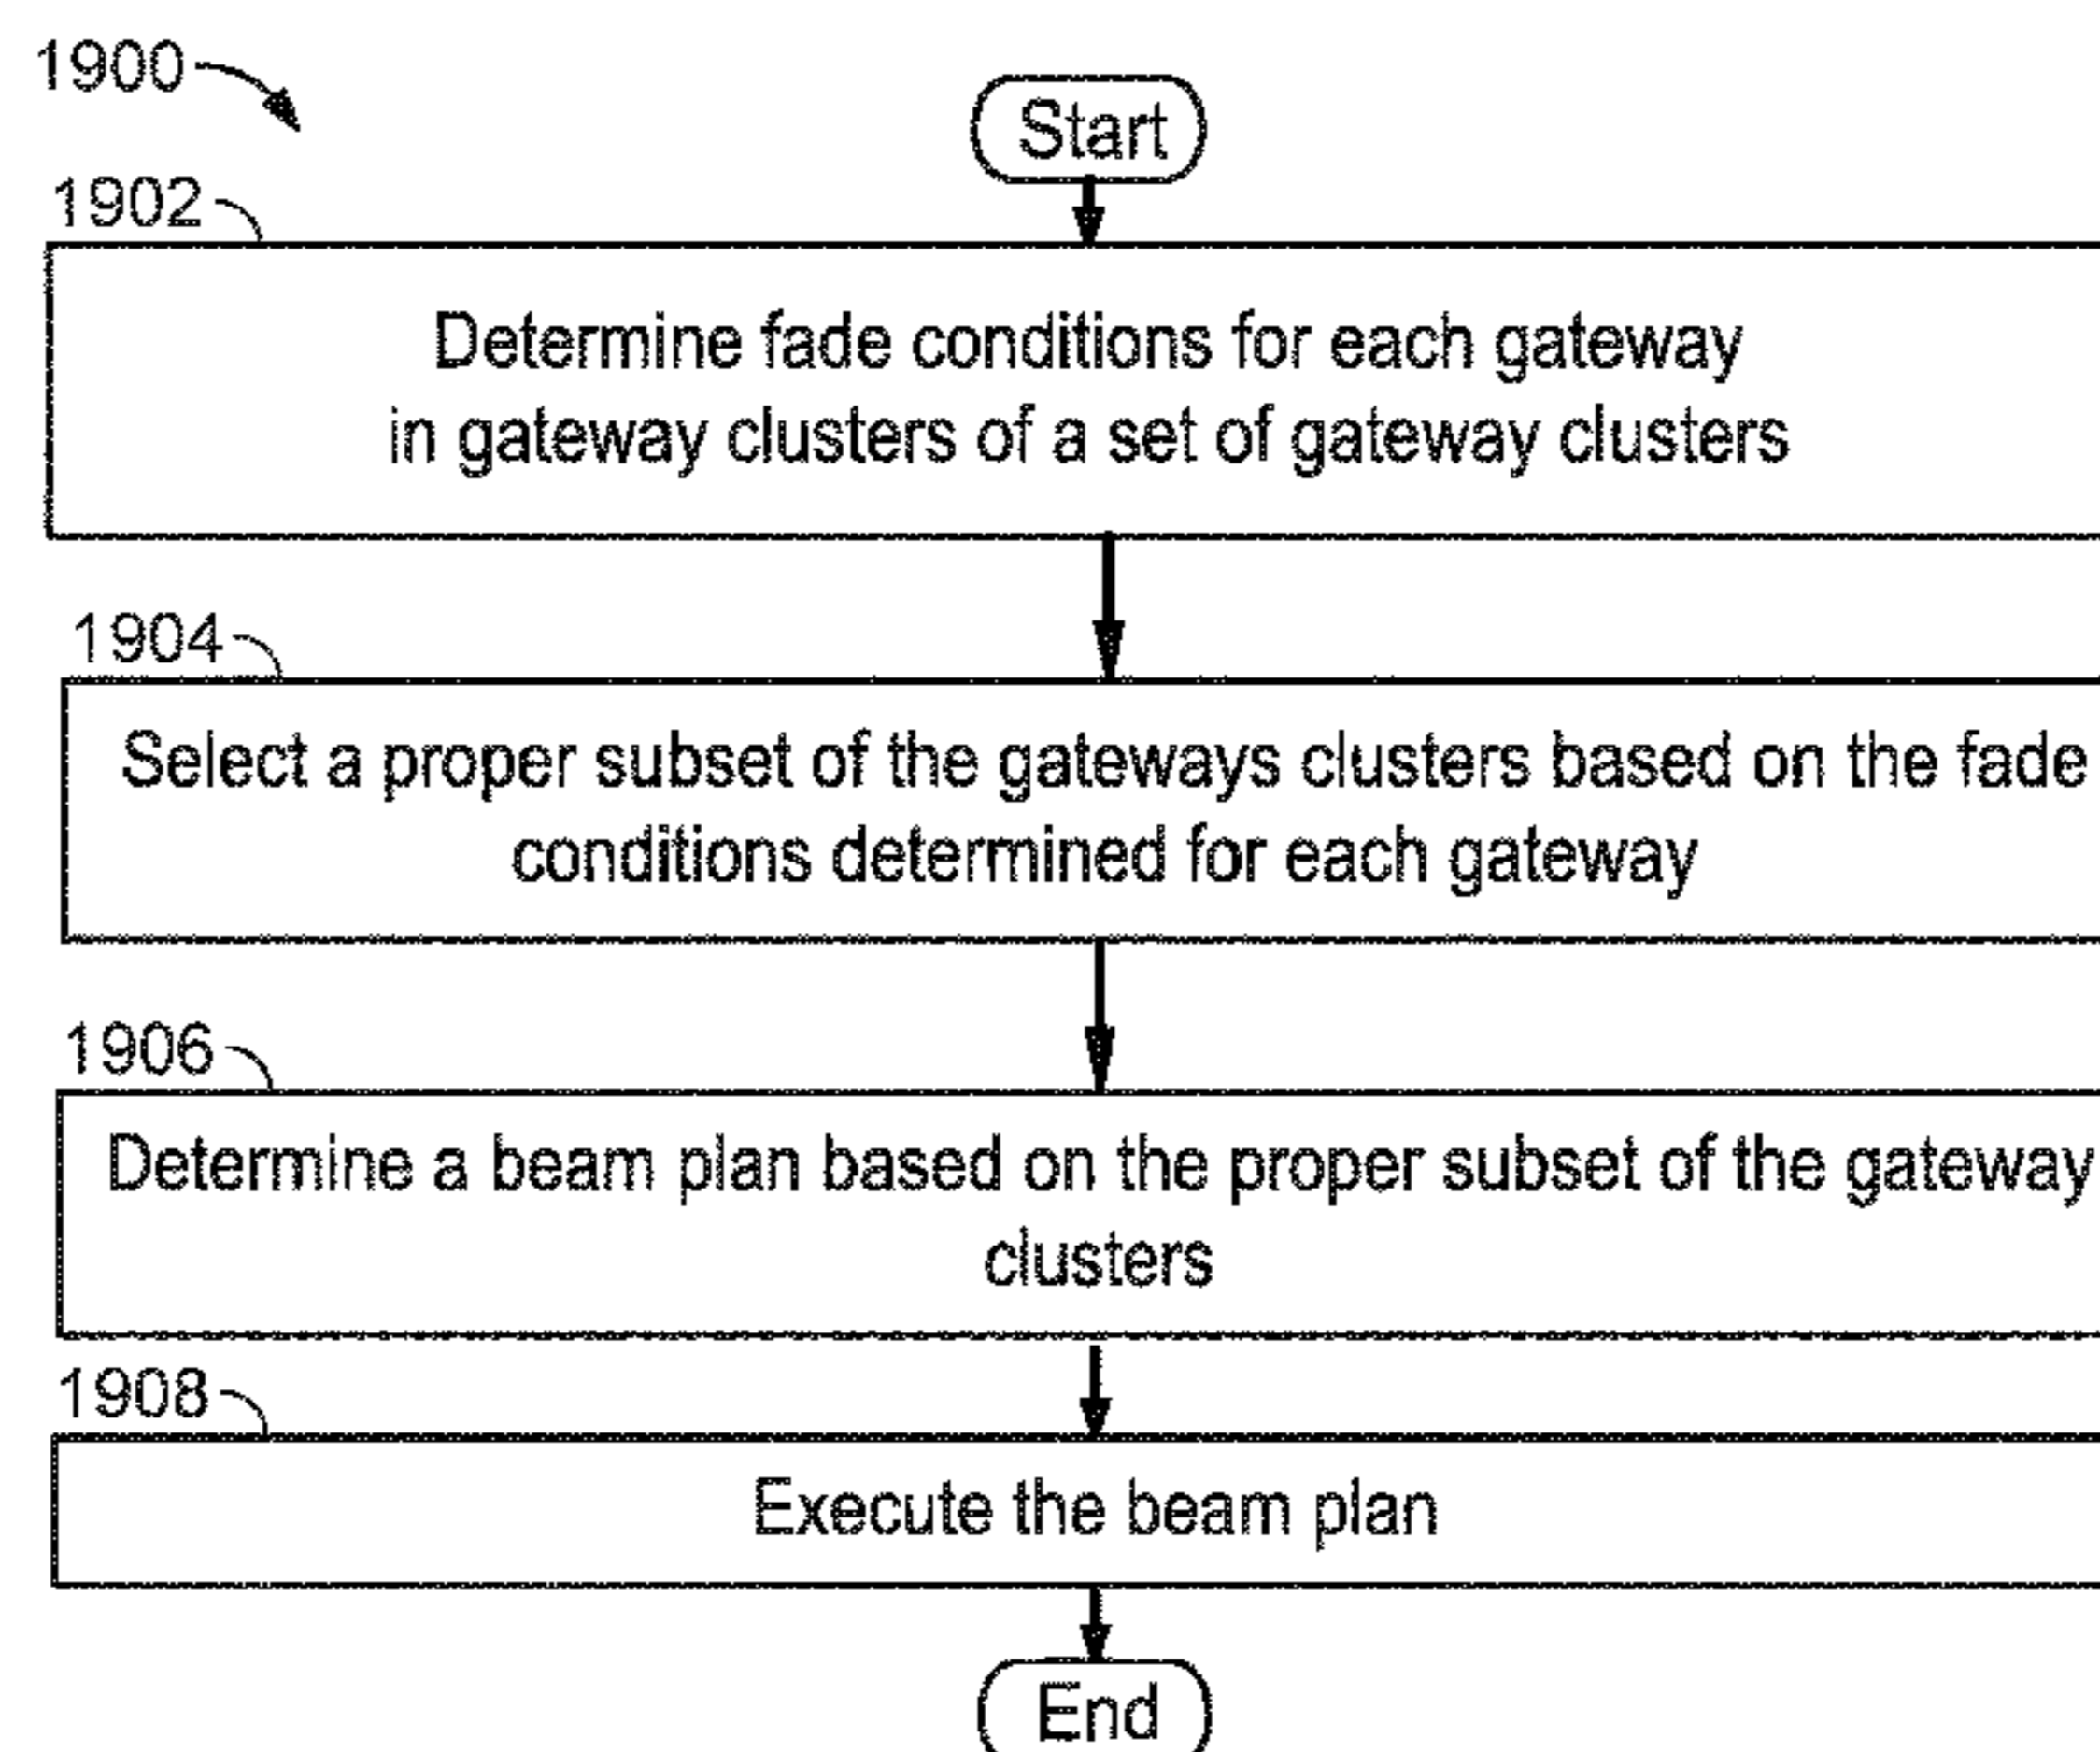 1900
Start
1902
Determine fade conditions for each gateway
in gateway clusters of a set of gateway clusters
1904
Select a proper subset of the gateways clusters based on the fade
conditions determined for each gateway
1906
Determine a beam plan based on the proper subset of the gateway
clusters
1908
Execute the beam plan
End